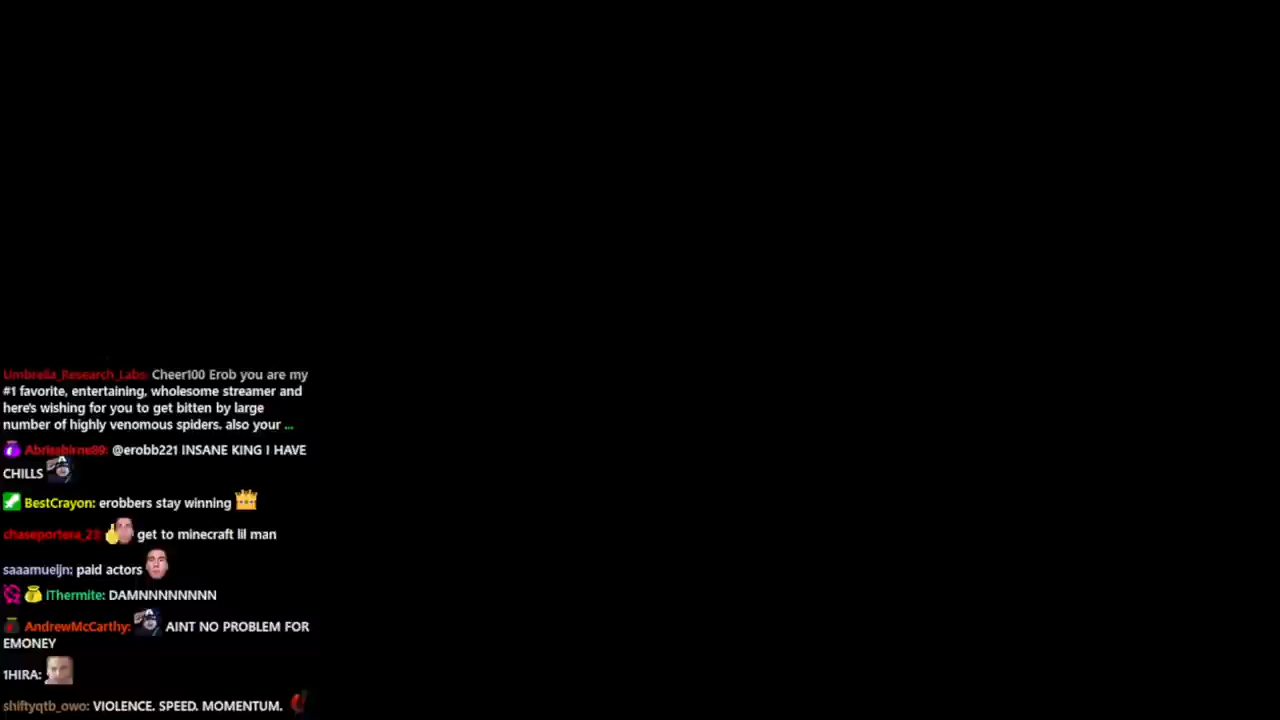 Umbrella_Research_Labs: Cheer100 Erob you are my
#1 favorite, entertaining, wholesome streamer and
here's wishing for you to get bitten by large
number of highly venomous spiders. also your ...
Abrisabirne89: @erobb221 INSANE KING I HAVE
CHILLS
BestCrayon: erobbers stay winning
chaseportera_23: get to minecraft lil man
saaamueljn: paid actors
IThermite: DAMNNNNNNNN
AndrewMcCarthy: AINT NO PROBLEM FOR
EMONEY
1HIRA:
shiftyqtb_owo: VIOLENCE. SPEED. MOMENTUM.